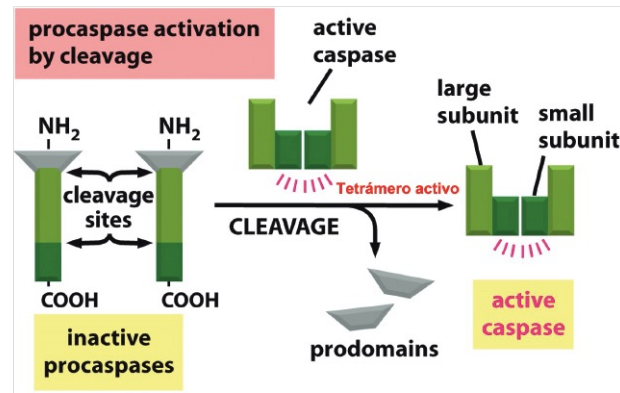 procaspase activation
by cleavage
active
caspase
large
subunit
small
subunit
NH2
NH2
cleavage
sites
Tetrámero activo
CLEAVAGE
COOH
COOH
inactive
procaspases
prodomains
active
caspase